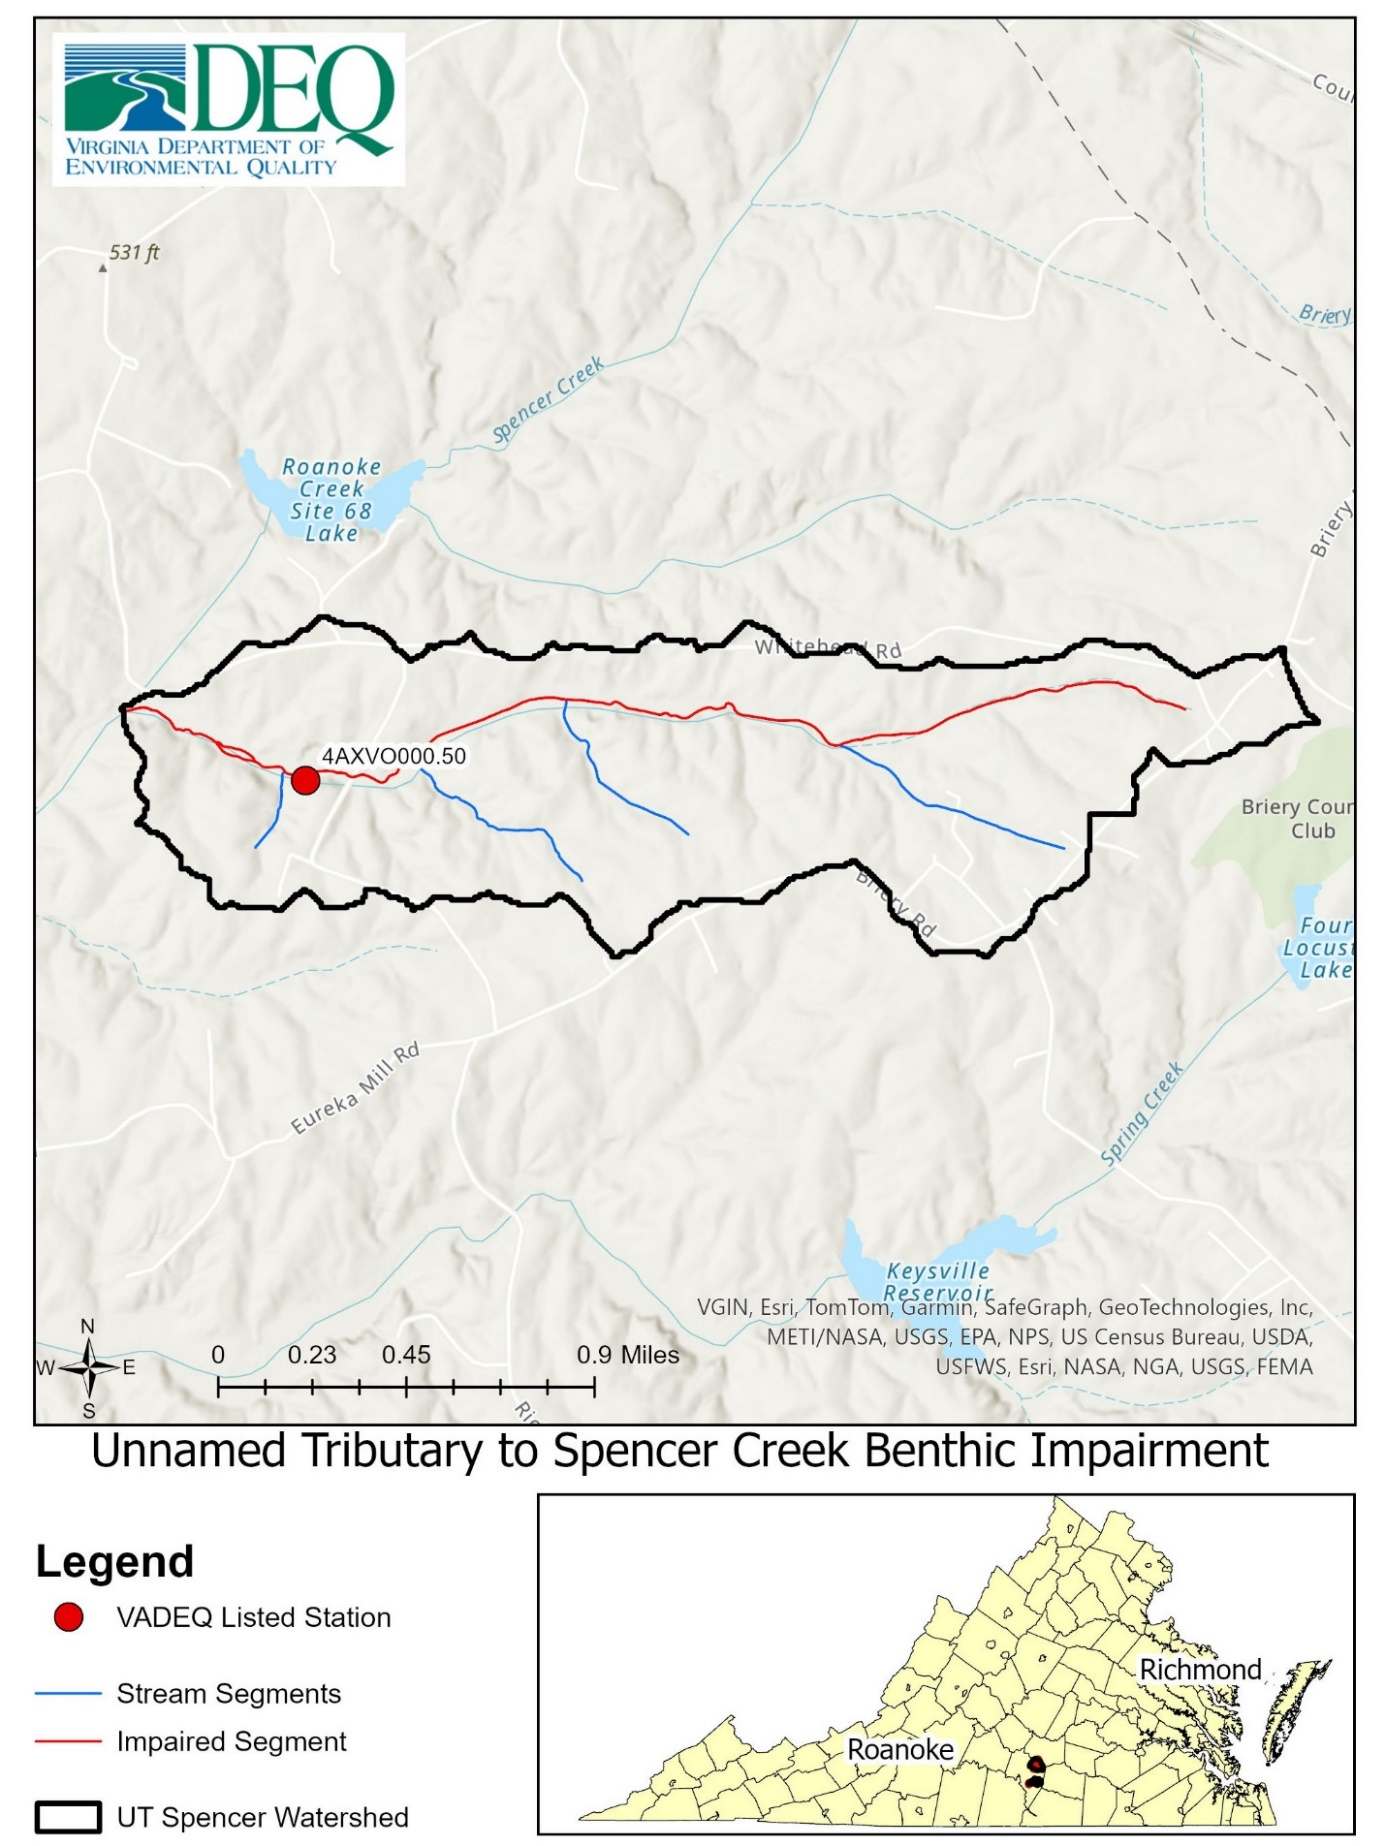 DEQ
VIRGINIA DEPARTMENT OF
ENVIRONMENTAL QUALITY
Coun
531 ft
Briery
Spencer Creek
Roanoke
Creek
Site 68
Lake
Briery
Whitehead Rd
4AXVO000.50
Briery Coun
Club
Briery Rd
Four
Locust
Lake
Eureka Mill Rd
Spring Creek
Keysville
Reservoir
VGIN, Esri, TomTom, Garmin, SafeGraph, GeoTechnologies, Inc,
METI/NASA, USGS, EPA, NPS, US Census Bureau, USDA,
USFWS, Esri, NASA, NGA, USGS, FEMA
N
W E
S
0 0.23 0.45 0.9 Miles
Ric
Unnamed Tributary to Spencer Creek Benthic Impairment
Legend
VADEQ Listed Station
Stream Segments
Impaired Segment
UT Spencer Watershed
Richmond
Roanoke